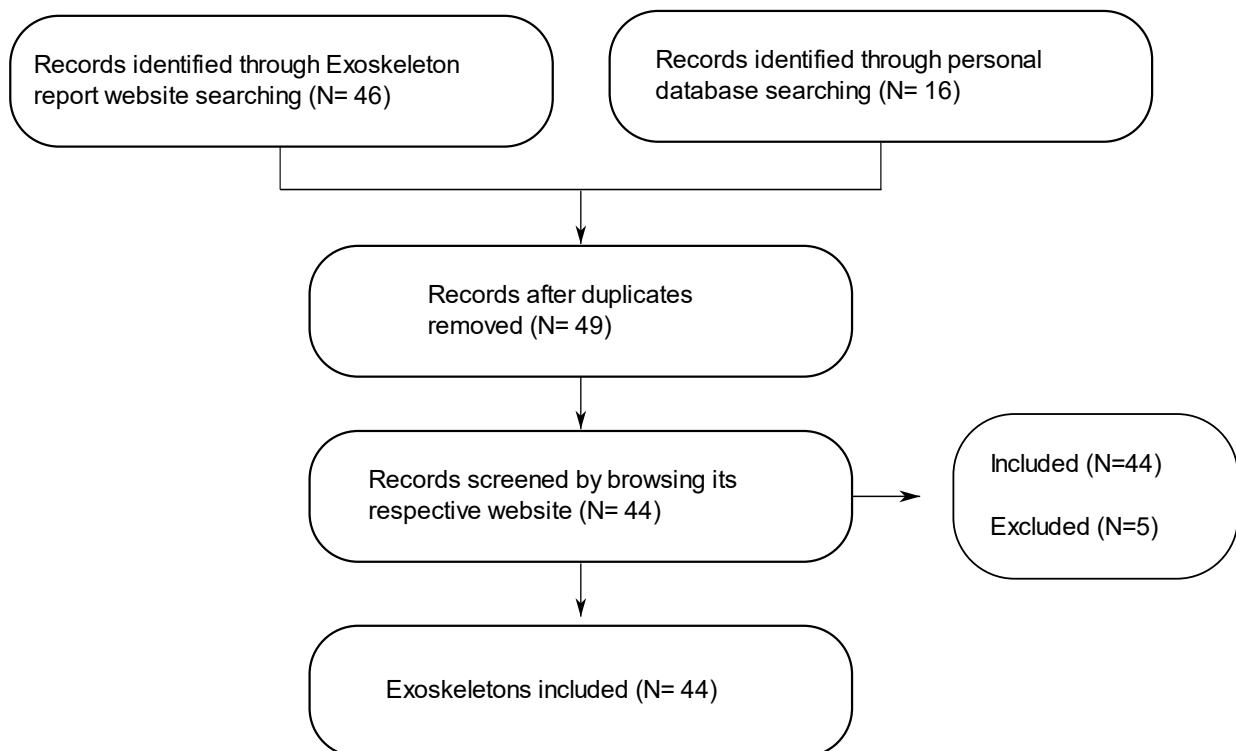 Records identified through Exoskeleton
report website searching (N= 46)
Records identified through personal
database searching (N= 16)
Records after duplicates
removed (N= 49)
Records screened by browsing its
respective website (N= 44)
Included (N=44)
Excluded (N=5)
Exoskeletons included (N= 44)